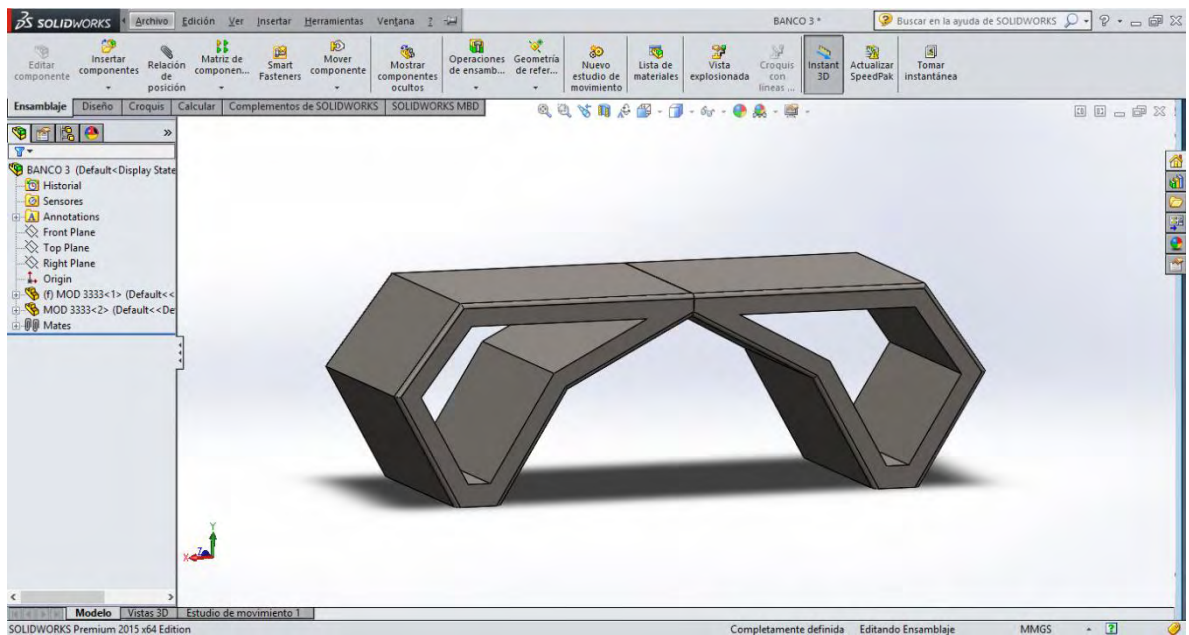 SOLIDWORKS Archivo Edición Ver Insertar Herramientas Ventana ? BANCO 3 * Buscar en la ayuda de SOLIDWORKS ?
Editar componente
Insertar componentes
Relación de posición
Matriz de componen...
Smart Fasteners
Mover componente
Mostrar componentes ocultos
Operaciones de ensamb...
Geometría de refer...
Nuevo estudio de movimiento
Lista de materiales
Vista explosionada
Croquis con líneas ...
Instant 3D
Actualizar SpeedPak
Tomar instantánea
Ensamblaje Diseño Croquis Calcular Complementos de SOLIDWORKS SOLIDWORKS MBD
BANCO 3 (Default<Display State
Historial
Sensores
A Annotations
Front Plane
Top Plane
Right Plane
Origin
(f) MOD 3333<1> (Default<<
MOD 3333<2> (Default<<De
Mates
Y
Z
X
Modelo Vistas 3D Estudio de movimiento 1
SOLIDWORKS Premium 2015 x64 Edition Completamente definida Editando Ensamblaje MMGS ?